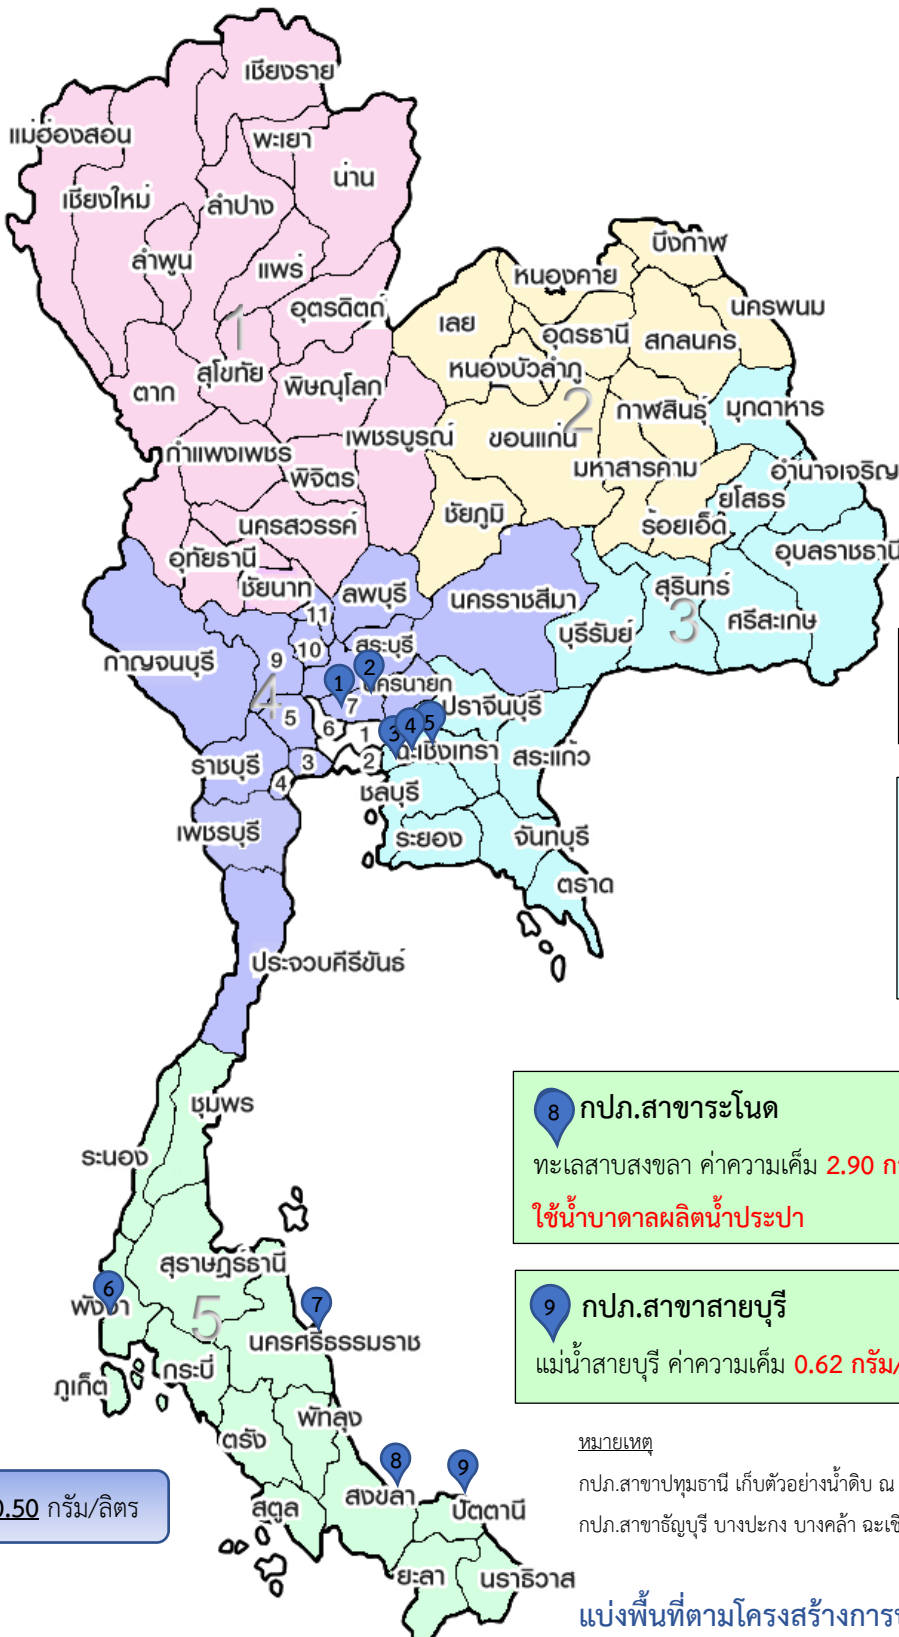 เชียงราย
แม่ฮ่องสอน
พะเยา
น่าน
เชียงใหม่
ลำปาง
ลำพูน
แพร่
บึงกาฬ
หนองคาย
อุตรดิตถ์
1
เลย
อุดรธานี
นครพนม
สกลนคร
ตาก
สุโขทัย
พิษณุโลก
หนองบัวลำภู
2
กาฬสินธุ์
มุกดาหาร
กำแพงเพชร
เพชรบูรณ์
ขอนแก่น
พิจิตร
มหาสารคาม
อำนาจเจริญ
ยโสธร
ชัยภูมิ
ร้อยเอ็ด
นครสวรรค์
อุทัยธานี
อุบลราชธานี
ชัยนาท
ลพบุรี
นครราชสีมา
สุรินทร์
3
ศรีสะเกษ
บุรีรัมย์
11
สระบุรี
10
กาญจนบุรี
9
4
1
2
นครนายก
7
ปราจีนบุรี
5
6
1
3
4
5
ฉะเชิงเทรา
สระแก้ว
ราชบุรี
3
2
4
ชลบุรี
เพชรบุรี
ระยอง
จันทบุรี
ตราด
ประจวบคีรีขันธ์
ชุมพร
ระนอง
สุราษฎร์ธานี
6
พังงา
5
7
นครศรีธรรมราช
ภูเก็ต
กระบี่
ตรัง
พัทลุง
8
9
สงขลา
ปัตตานี
สตูล
ยะลา
นราธิวาส
8 กปภ.สาขาระโนด
ทะเลสาบสงขลา ค่าความเค็ม 2.90
ใช้น้ำบาดาลผลิตน้ำประปา
9 กปภ.สาขาสายบุรี
แม่น้ำสายบุรี ค่าความเค็ม 0.62 กรัม/
0.50 กรัม/ลิตร
หมายเหตุ
กปภ.สาขาปทุมธานี เก็บตัวอย่างน้ำดิบ ณ
กปภ.สาขาธัญบุรี บางปะกง บางคล้า
แบ่งพื้นที่ตามโครงสร้างการ